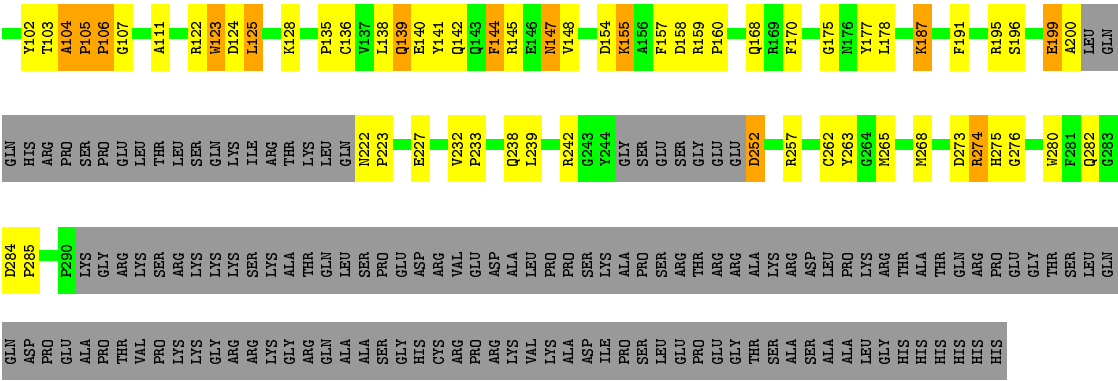 Y102 T103 A104 P105 P106 G107 A111 R122 W123 D124 L125 K128 P135 C136 V137 L138 Q139 E140 Y141 Q142 Q143 F144 R145 E146 N147 V148 D154 K155 A156 F157 D158 R159 P160 Q168 R169 F170 G175 N176 Y177 L178 K187 F191 R195 S196 E199 A200 LEU GLN
GLN HIS ARG PRO SER PRO GLU LEU THR LEU SER GLN LYS ILE ARG THR LYS LEU GLN N222 P223 E227 V232 P233 Q238 L239 R242 G243 Y244 GLY SER GLU SER GLY GLU GLU D252 R257 C262 Y263 G264 M265 M268 D273 R274 H275 G276 W280 F281 Q282 G283
D284 P285 P290 LYS GLY ARG LYS SER ARG LYS LYS SER LYS ALA THR GLN LEU SER PRO GLU ASP ARG VAL GLU ASP ALA LEU PRO PRO SER LYS ALA PRO SER ARG THR ARG ARG ALA LYS ARG ASP LEU PRO LYS ARG THR ALA THR GLN ARG PRO GLU GLY THR SER LEU GLN
GLN ASP PRO GLU ALA PRO THR VAL PRO LYS LYS GLY ARG ARG LYS GLY ARG GLN ALA ALA SER GLY HIS CYS ARG PRO ARG LYS VAL LYS ALA ASP ILE PRO SER LEU GLU PRO GLU GLY THR SER ALA SER ALA ALA LEU GLY HIS HIS HIS HIS HIS HIS